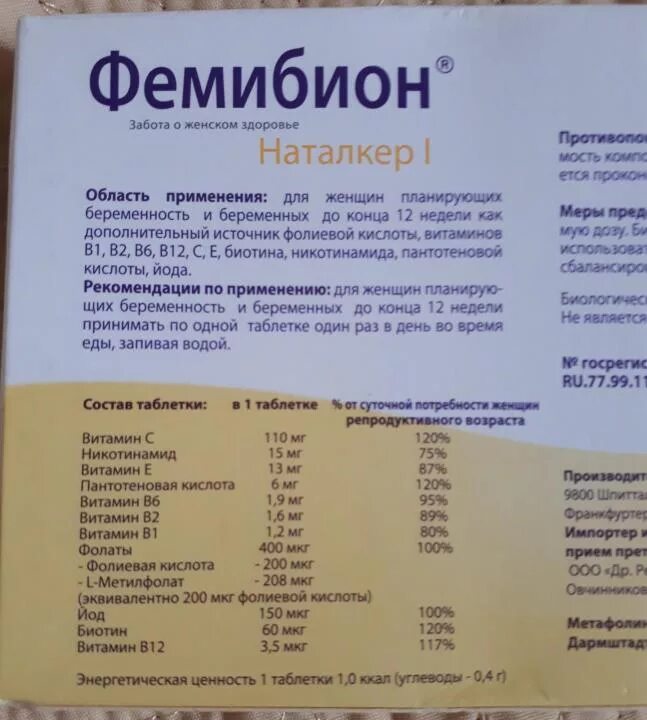 Фемибион®
Забота о женском здоровье
Наталкер I
Область применения: для женщин планирующих
беременность и беременных до конца 12 недели как
дополнительный источник фолиевой кислоты, витаминов
В1, В2, В6, В12, С, Е, биотина, никотинамида, пантотеновой
кислоты, йода.
Рекомендации по применению: для женщин планирую-
щих беременность и беременных до конца 12 недели
принимать по одной таблетке один раз в день во время
еды, запивая водой.
Состав таблетки: в 1 таблетке % от суточной потребности женщин
репродуктивного возраста
Витамин С 110 мг 120%
Никотинамид 15 мг 75%
Витамин Е 13 мг 87%
Пантотеновая кислота 6 мг 120%
Витамин В6 1,9 мг 95%
Витамин В2 1,6 мг 89%
Витамин В1 1,2 мг 80%
Фолаты 400 мкг 100%
- Фолиевая кислота - 200 мкг
- L-Метилфолат - 208 мкг
(эквивалентно 200 мкг фолиевой кислоты)
Йод 150 мкг 100%
Биотин 60 мкг 120%
Витамин В12 3,5 мкг 117%
Энергетическая ценность 1 таблетки 1,0 ккал (углеводы - 0,4 г)
Противопо
мость комп
ется прокон
Меры пред
мую дозу. Би
использоват
сбалансиро
Биологичес
Не является
№ госрегис
RU.77.99.11
Производит
9800 Шпитта
Франкфуртер
Импортер и
прием прет
ООО «Др. Ре
Овчинников
Метафолин
Дармштадт